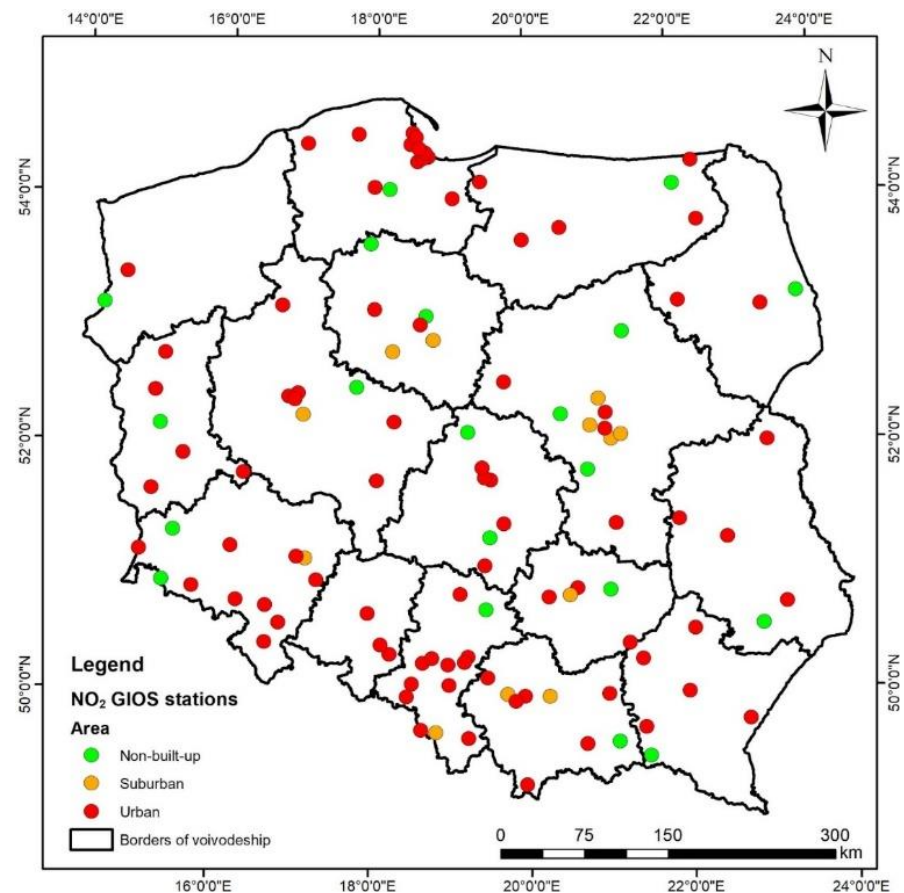 14°0'0"E 16°0'0"E 18°0'0"E 20°0'0"E 22°0'0"E 24°0'0"E
N
54°0'0"N 54°0'0"N
52°0'0"N 52°0'0"N
50°0'0"N 50°0'0"N
Legend
NO₂ GIOS stations
Area
Non-built-up
Suburban
Urban
Borders of voivodeship
0 75 150 300
km
16°0'0"E 18°0'0"E 20°0'0"E 22°0'0"E 24°0'0"E